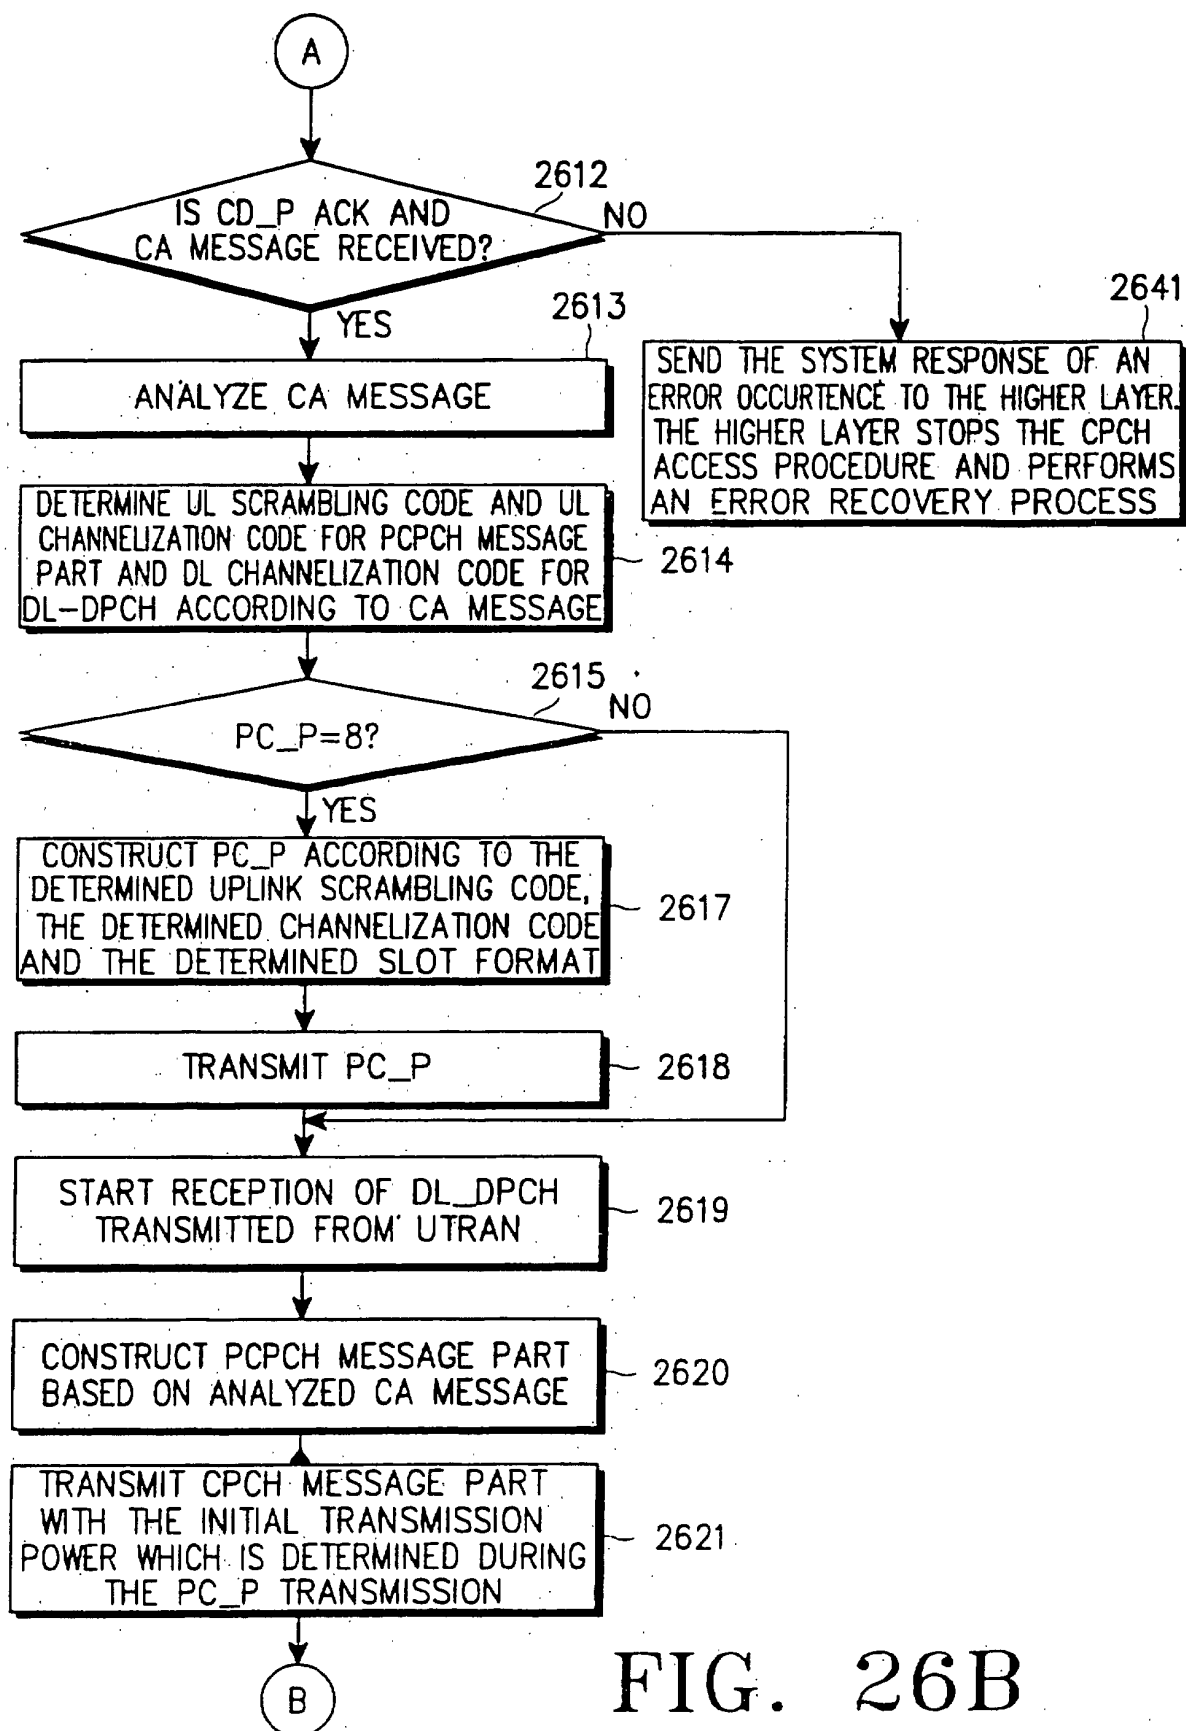 A
2612
IS CD_P ACK AND
CA MESSAGE RECEIVED?
NO
YES
2613
ANALYZE CA MESSAGE
2641
SEND THE SYSTEM RESPONSE OF AN
ERROR OCCURTENCE TO THE HIGHER LAYER.
THE HIGHER LAYER STOPS THE CPCH
ACCESS PROCEDURE AND PERFORMS
AN ERROR RECOVERY PROCESS
DETERMINE UL SCRAMBLING CODE AND UL
CHANNELIZATION CODE FOR PCPCH MESSAGE
PART AND DL CHANNELIZATION CODE FOR
DL-DPCH ACCORDING TO CA MESSAGE
2614
2615
PC_P=8?
NO
YES
CONSTRUCT PC_P ACCORDING TO THE
DETERMINED UPLINK SCRAMBLING CODE,
THE DETERMINED CHANNELIZATION CODE
AND THE DETERMINED SLOT FORMAT
2617
TRANSMIT PC_P
2618
START RECEPTION OF DL_DPCH
TRANSMITTED FROM UTRAN
2619
CONSTRUCT PCPCH MESSAGE PART
BASED ON ANALYZED CA MESSAGE
2620
TRANSMIT CPCH MESSAGE PART
WITH THE INITIAL TRANSMISSION
POWER WHICH IS DETERMINED DURING
THE PC_P TRANSMISSION
2621
B
FIG. 26B